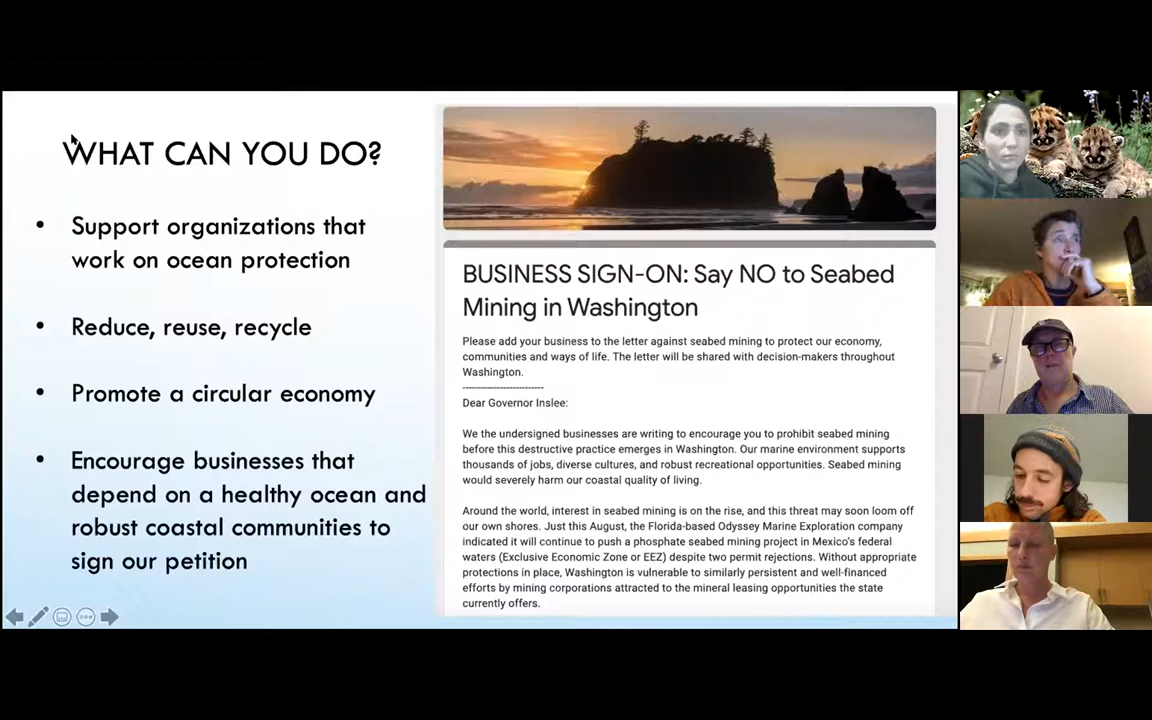 WHAT CAN YOU DO?
• Support organizations that
work on ocean protection
• Reduce, reuse, recycle
• Promote a circular economy
• Encourage businesses that
depend on a healthy ocean and
robust coastal communities to
sign our petition
BUSINESS SIGN-ON: Say NO to Seabed
Mining in Washington
Please add your business to the letter against seabed mining to protect our economy,
communities and ways of life. The letter will be shared with decision-makers throughout
Washington.
--------------------------
Dear Governor Inslee:
We the undersigned businesses are writing to encourage you to prohibit seabed mining
before this destructive practice emerges in Washington. Our marine environment supports
thousands of jobs, diverse cultures, and robust recreational opportunities. Seabed mining
would severely harm our coastal quality of living.
Around the world, interest in seabed mining is on the rise, and this threat may soon loom off
our own shores. Just this August, the Florida-based Odyssey Marine Exploration company
indicated it will continue to push a phosphate seabed mining project in Mexico's federal
waters (Exclusive Economic Zone or EEZ) despite two permit rejections. Without appropriate
protections in place, Washington is vulnerable to similarly persistent and well-financed
efforts by mining corporations attracted to the mineral leasing opportunities the state
currently offers.